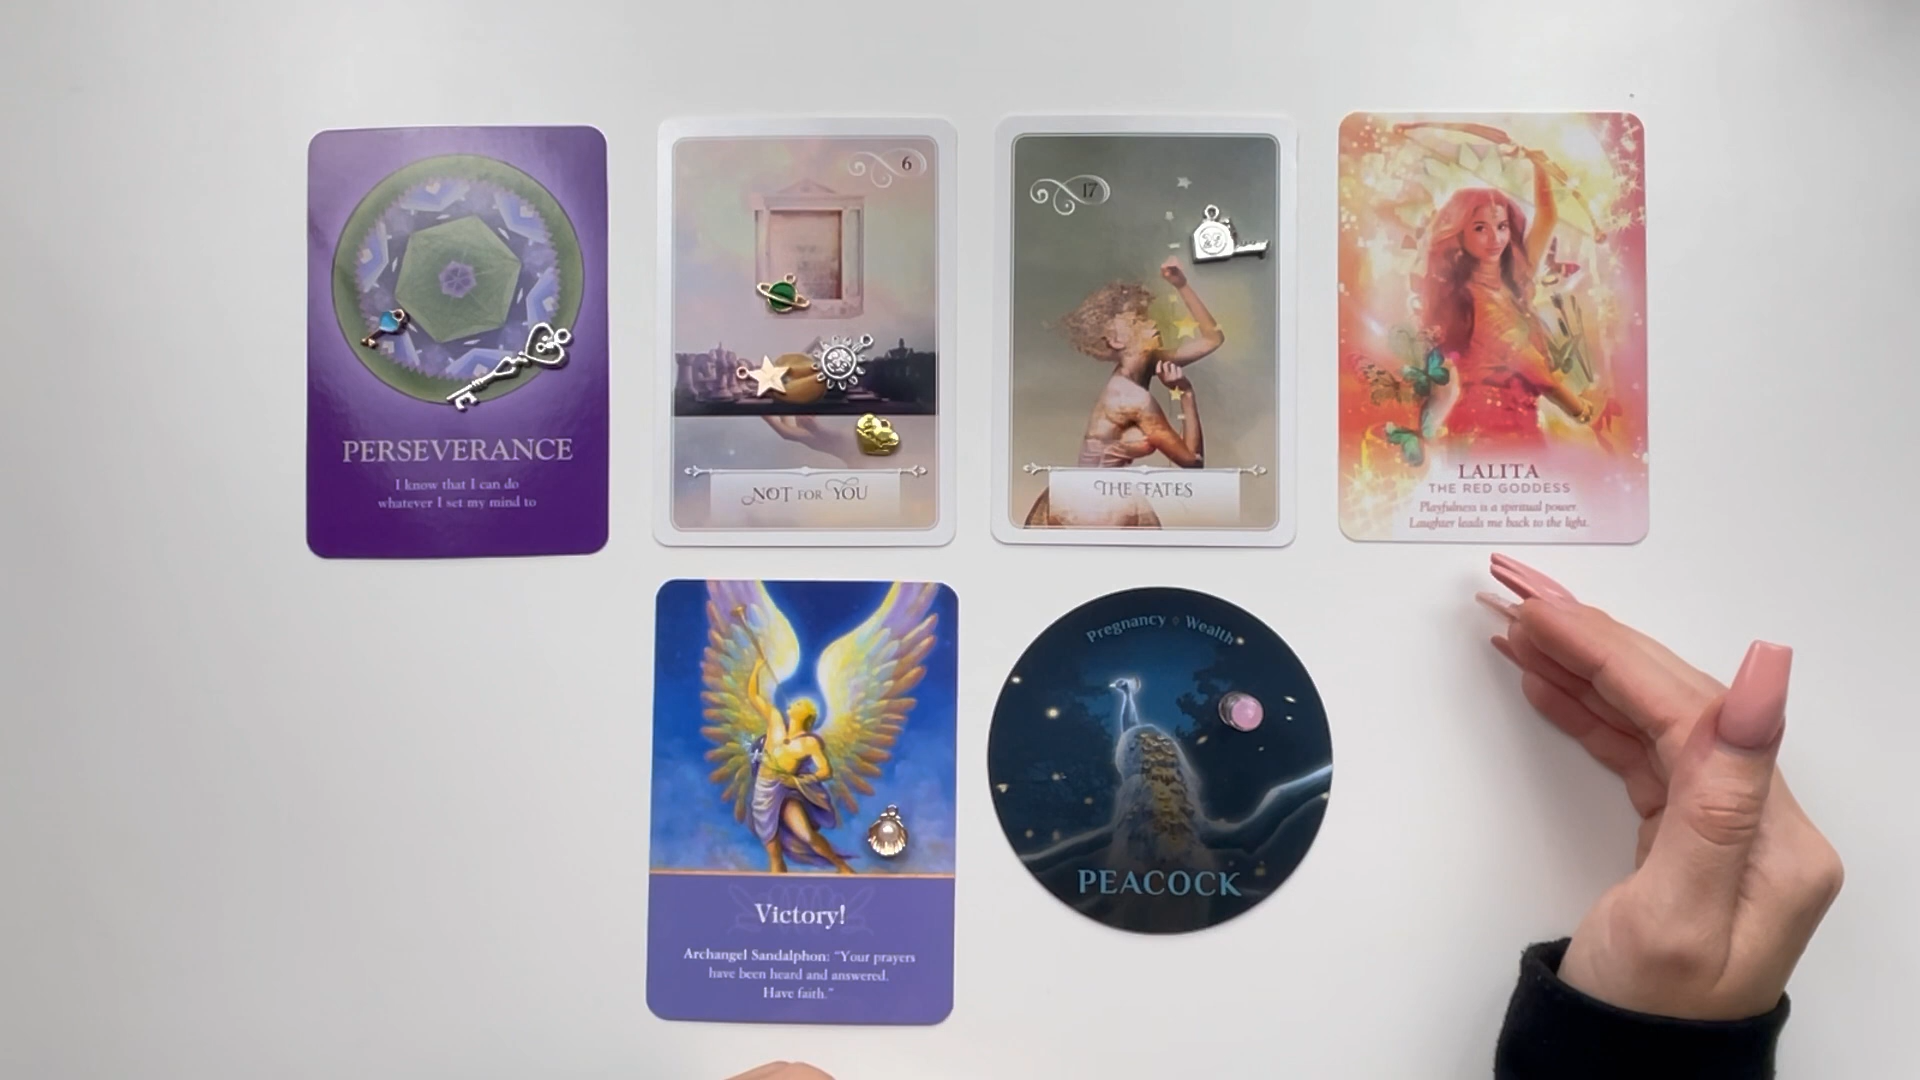 PERSEVERANCE
I know that I can do
whatever I set my mind to
6
NOT FOR YOU
17
THE FATES
LALITA
THE RED GODDESS
Playfulness is a spiritual power.
Laughter leads me back to the light.
Victory!
Archangel Sandalphon: "Your prayers
have been heard and answered.
Have faith."
Pregnancy Wealth
PEACOCK